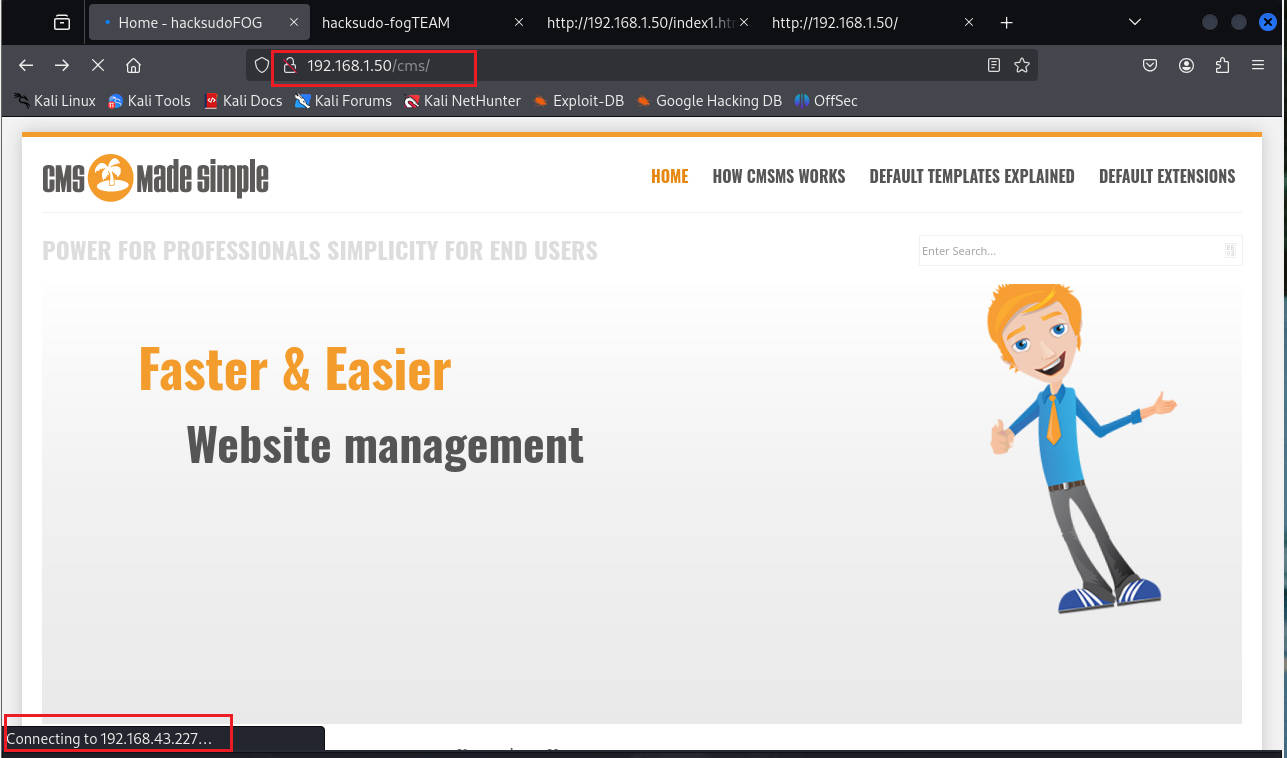 Home - hacksudoFOG
hacksudo-fogTEAM
http://192.168.1.50/index1.htm
http://192.168.1.50/
192.168.1.50/cms/
Kali Linux
Kali Tools
Kali Docs
Kali Forums
Kali NetHunter
Exploit-DB
Google Hacking DB
OffSec
CMS made simple
HOME
HOW CMSMS WORKS
DEFAULT TEMPLATES EXPLAINED
DEFAULT EXTENSIONS
POWER FOR PROFESSIONALS SIMPLICITY FOR END USERS
Enter Search...
Faster & Easier
Website management
Connecting to 192.168.43.227…